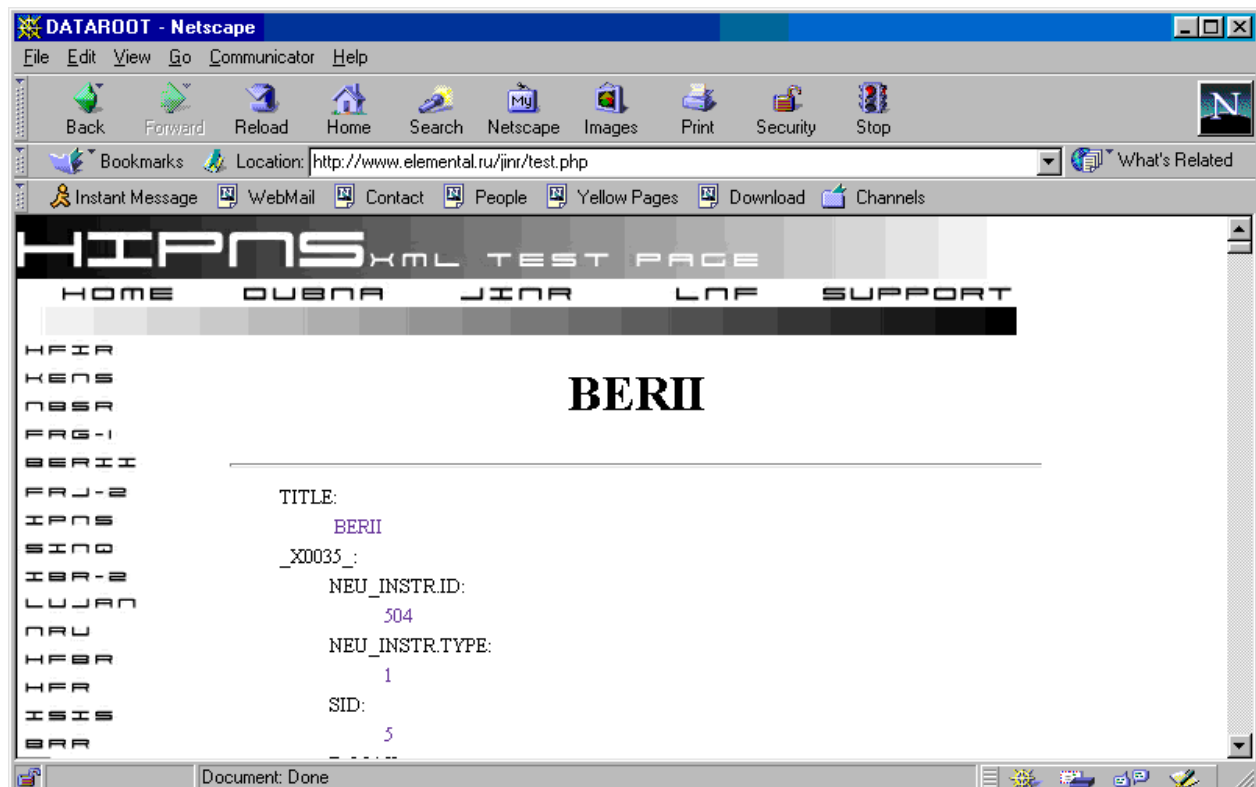 DATAROOT - Netscape
File Edit View Go Communicator Help
Back Forward Reload Home Search Netscape Images Print Security Stop
Bookmarks Location: http://www.elemental.ru/jinr/test.php What's Related
Instant Message WebMail Contact People Yellow Pages Download Channels
HIPNS XML TEST PAGE
HOME DUBNA JINR LNF SUPPORT
HFIR
KENS
NBSR
FRG-1
BERII
FRJ-2
IPNS
SINQ
IBR-2
LUJAN
NRU
HFBR
HFR
ISIS
BRR
BERII
TITLE:
BERII
_X0035_:
NEU_INSTR.ID:
504
NEU_INSTR.TYPE:
1
SID:
5
Document: Done